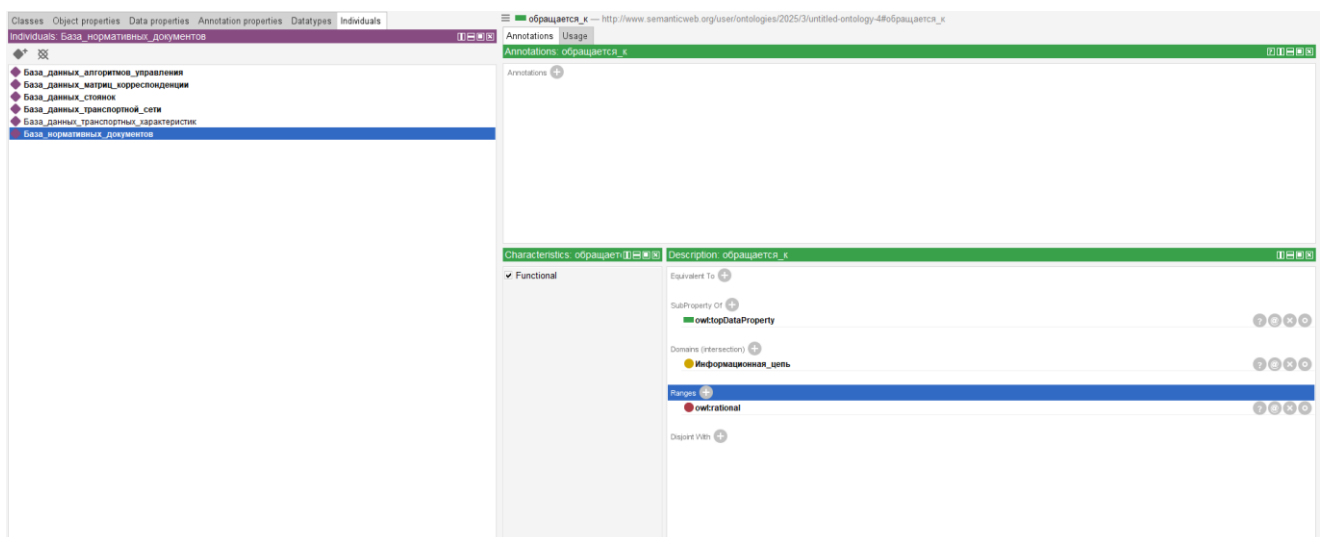 Classes Object properties Data properties Annotation properties Datatypes Individuals
Individuals: База_нормативных_документов
База_данных_алгоритмов_управления
База_данных_матриц_корреспонденции
База_данных_стоянок
База_данных_транспортной_сети
База_данных_транспортных_характеристик
База_нормативных_документов
обращается_к — http://www.semanticweb.org/user/ontologies/2025/3/untitled-ontology-4#обращается_к
Annotations Usage
Annotations: обращается_к
Annotations
Characteristics: обращаетс
Functional
Description: обращается_к
Equivalent To
SubProperty Of
owl:topDataProperty
Domains (intersection)
Информационная_цепь
Ranges
owl:rational
Disjoint With